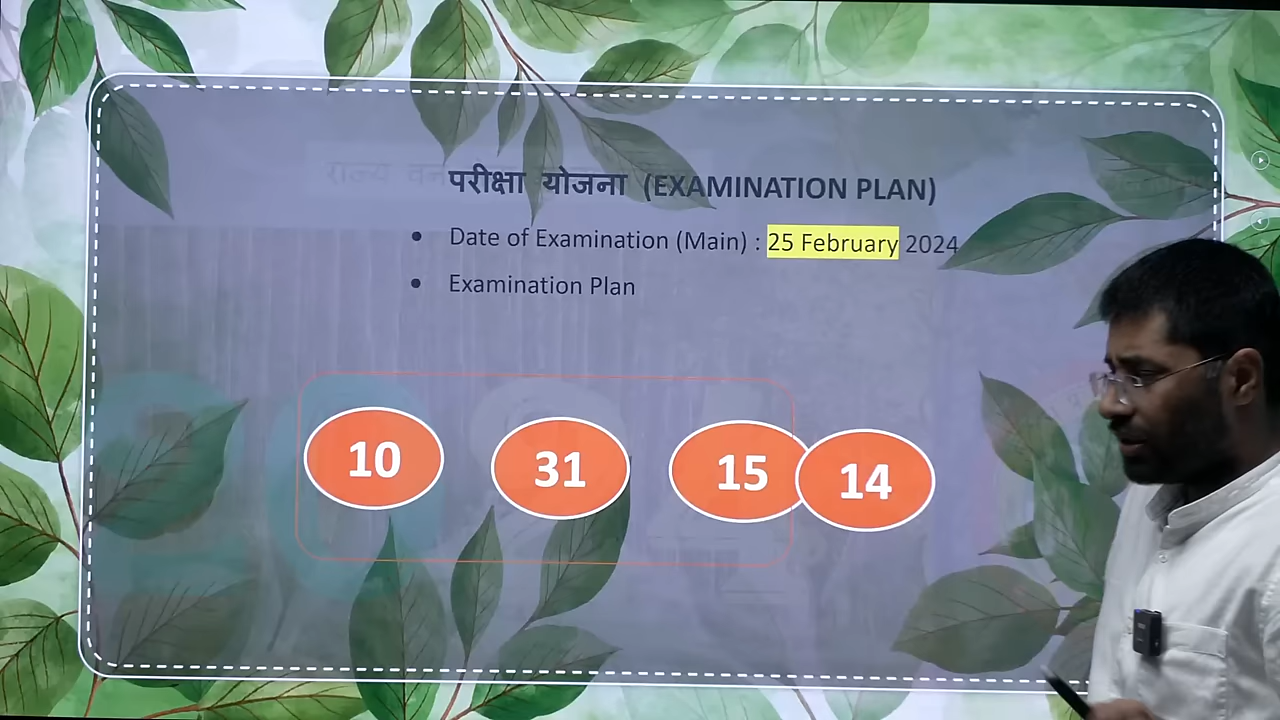 परीक्षा योजना (EXAMINATION PLAN)
• Date of Examination (Main) : 25 February 2024
• Examination Plan
10 31 15 14